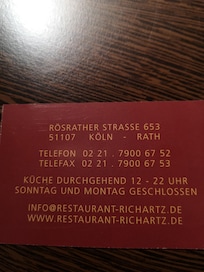 RÖSRATHER STRASSE 653
51107 KÖLN - RATH
TELEFON 02 21 . 7900 67 52
TELEFAX 02 21 . 7900 67 53
KÜCHE DURCHGEHEND 12 - 22 UHR
SONNTAG UND MONTAG GESCHLOSSEN
INFO@RESTAURANT-RICHARTZ.DE
WWW.RESTAURANT-RICHARTZ.DE